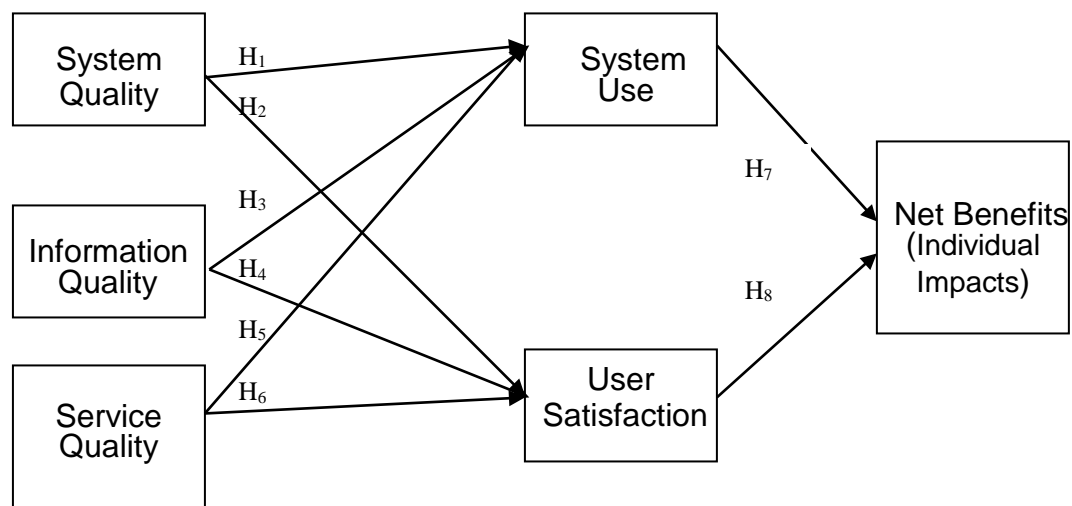 System
Quality
H₁
H₂
System
Use
H₃
Information
Quality
H₄
H₅
Service
Quality
H₆
User
Satisfaction
H₇
H₈
Net Benefits
(Individual
Impacts)